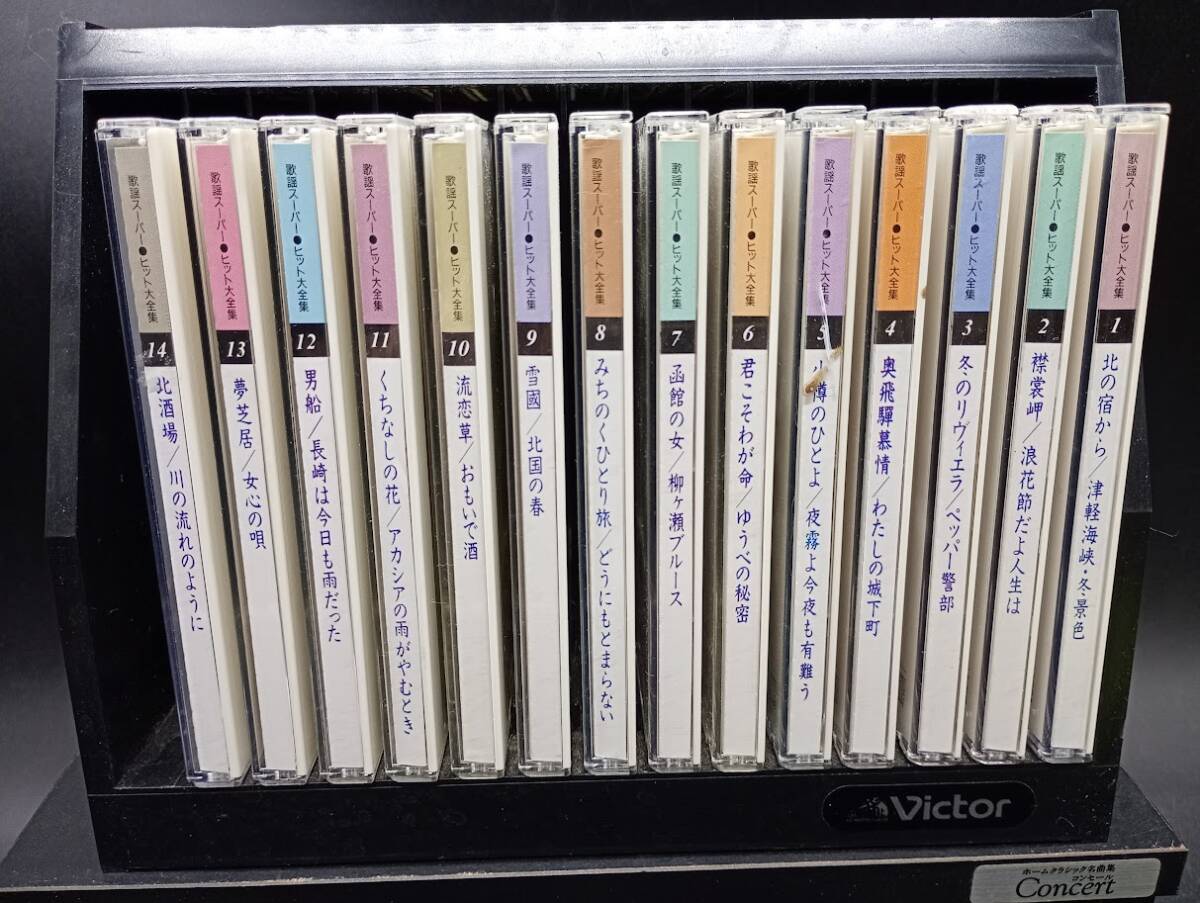 歌謡スーパー●ヒット大全集 14 北酒場/川の流れのように
歌謡スーパー●ヒット大全集 13 夢芝居/女心の唄
歌謡スーパー●ヒット大全集 12 男船/長崎は今日も雨だった
歌謡スーパー●ヒット大全集 11 くちなしの花/アカシアの雨がやむとき
歌謡スーパー●ヒット大全集 10 流恋草/おもいで酒
歌謡スーパー●ヒット大全集 9 雪國/北国の春
歌謡スーパー●ヒット大全集 8 みちのくひとり旅/どうにもとまらない
歌謡スーパー●ヒット大全集 7 函館の女/柳ヶ瀬ブルース
歌謡スーパー●ヒット大全集 6 君こそわが命/ゆうべの秘密
歌謡スーパー●ヒット大全集 5 小樽のひとよ/夜霧よ今夜も有難う
歌謡スーパー●ヒット大全集 4 奥飛騨慕情/わたしの城下町
歌謡スーパー●ヒット大全集 3 冬のリヴィエラ/ペッパー警部
歌謡スーパー●ヒット大全集 2 襟裳岬/浪花節だよ人生は
歌謡スーパー●ヒット大全集 1 北の宿から/津軽海峡・冬景色
Victor
ホームクラシック名曲集
コンセール
Concert